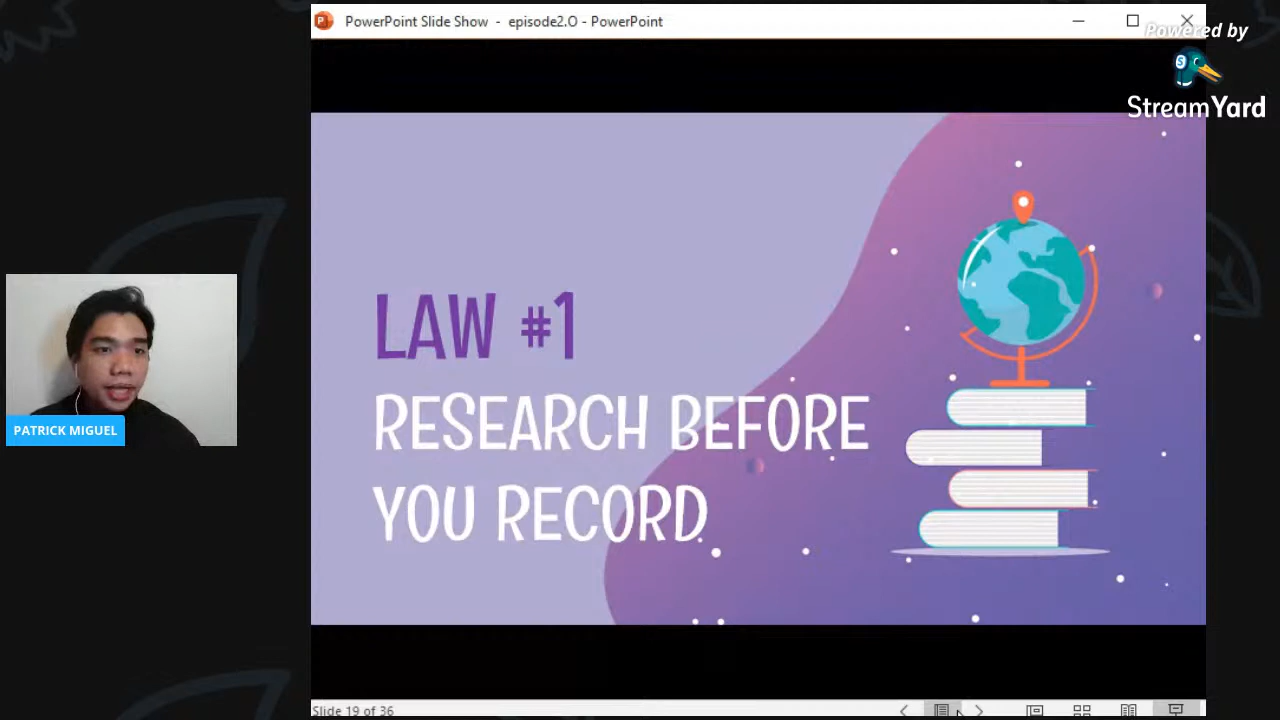 PowerPoint Slide Show - episode2.O - PowerPoint
Powered by
StreamYard
LAW #1
RESEARCH BEFORE
YOU RECORD
PATRICK MIGUEL
Slide 19 of 36